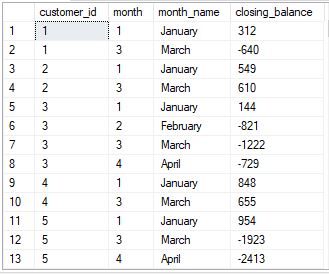 customer_id month month_name closing_balance
1 1 1 January 312
2 1 3 March -640
3 2 1 January 549
4 2 3 March 610
5 3 1 January 144
6 3 2 February -821
7 3 3 March -1222
8 3 4 April -729
9 4 1 January 848
10 4 3 March 655
11 5 1 January 954
12 5 3 March -1923
13 5 4 April -2413